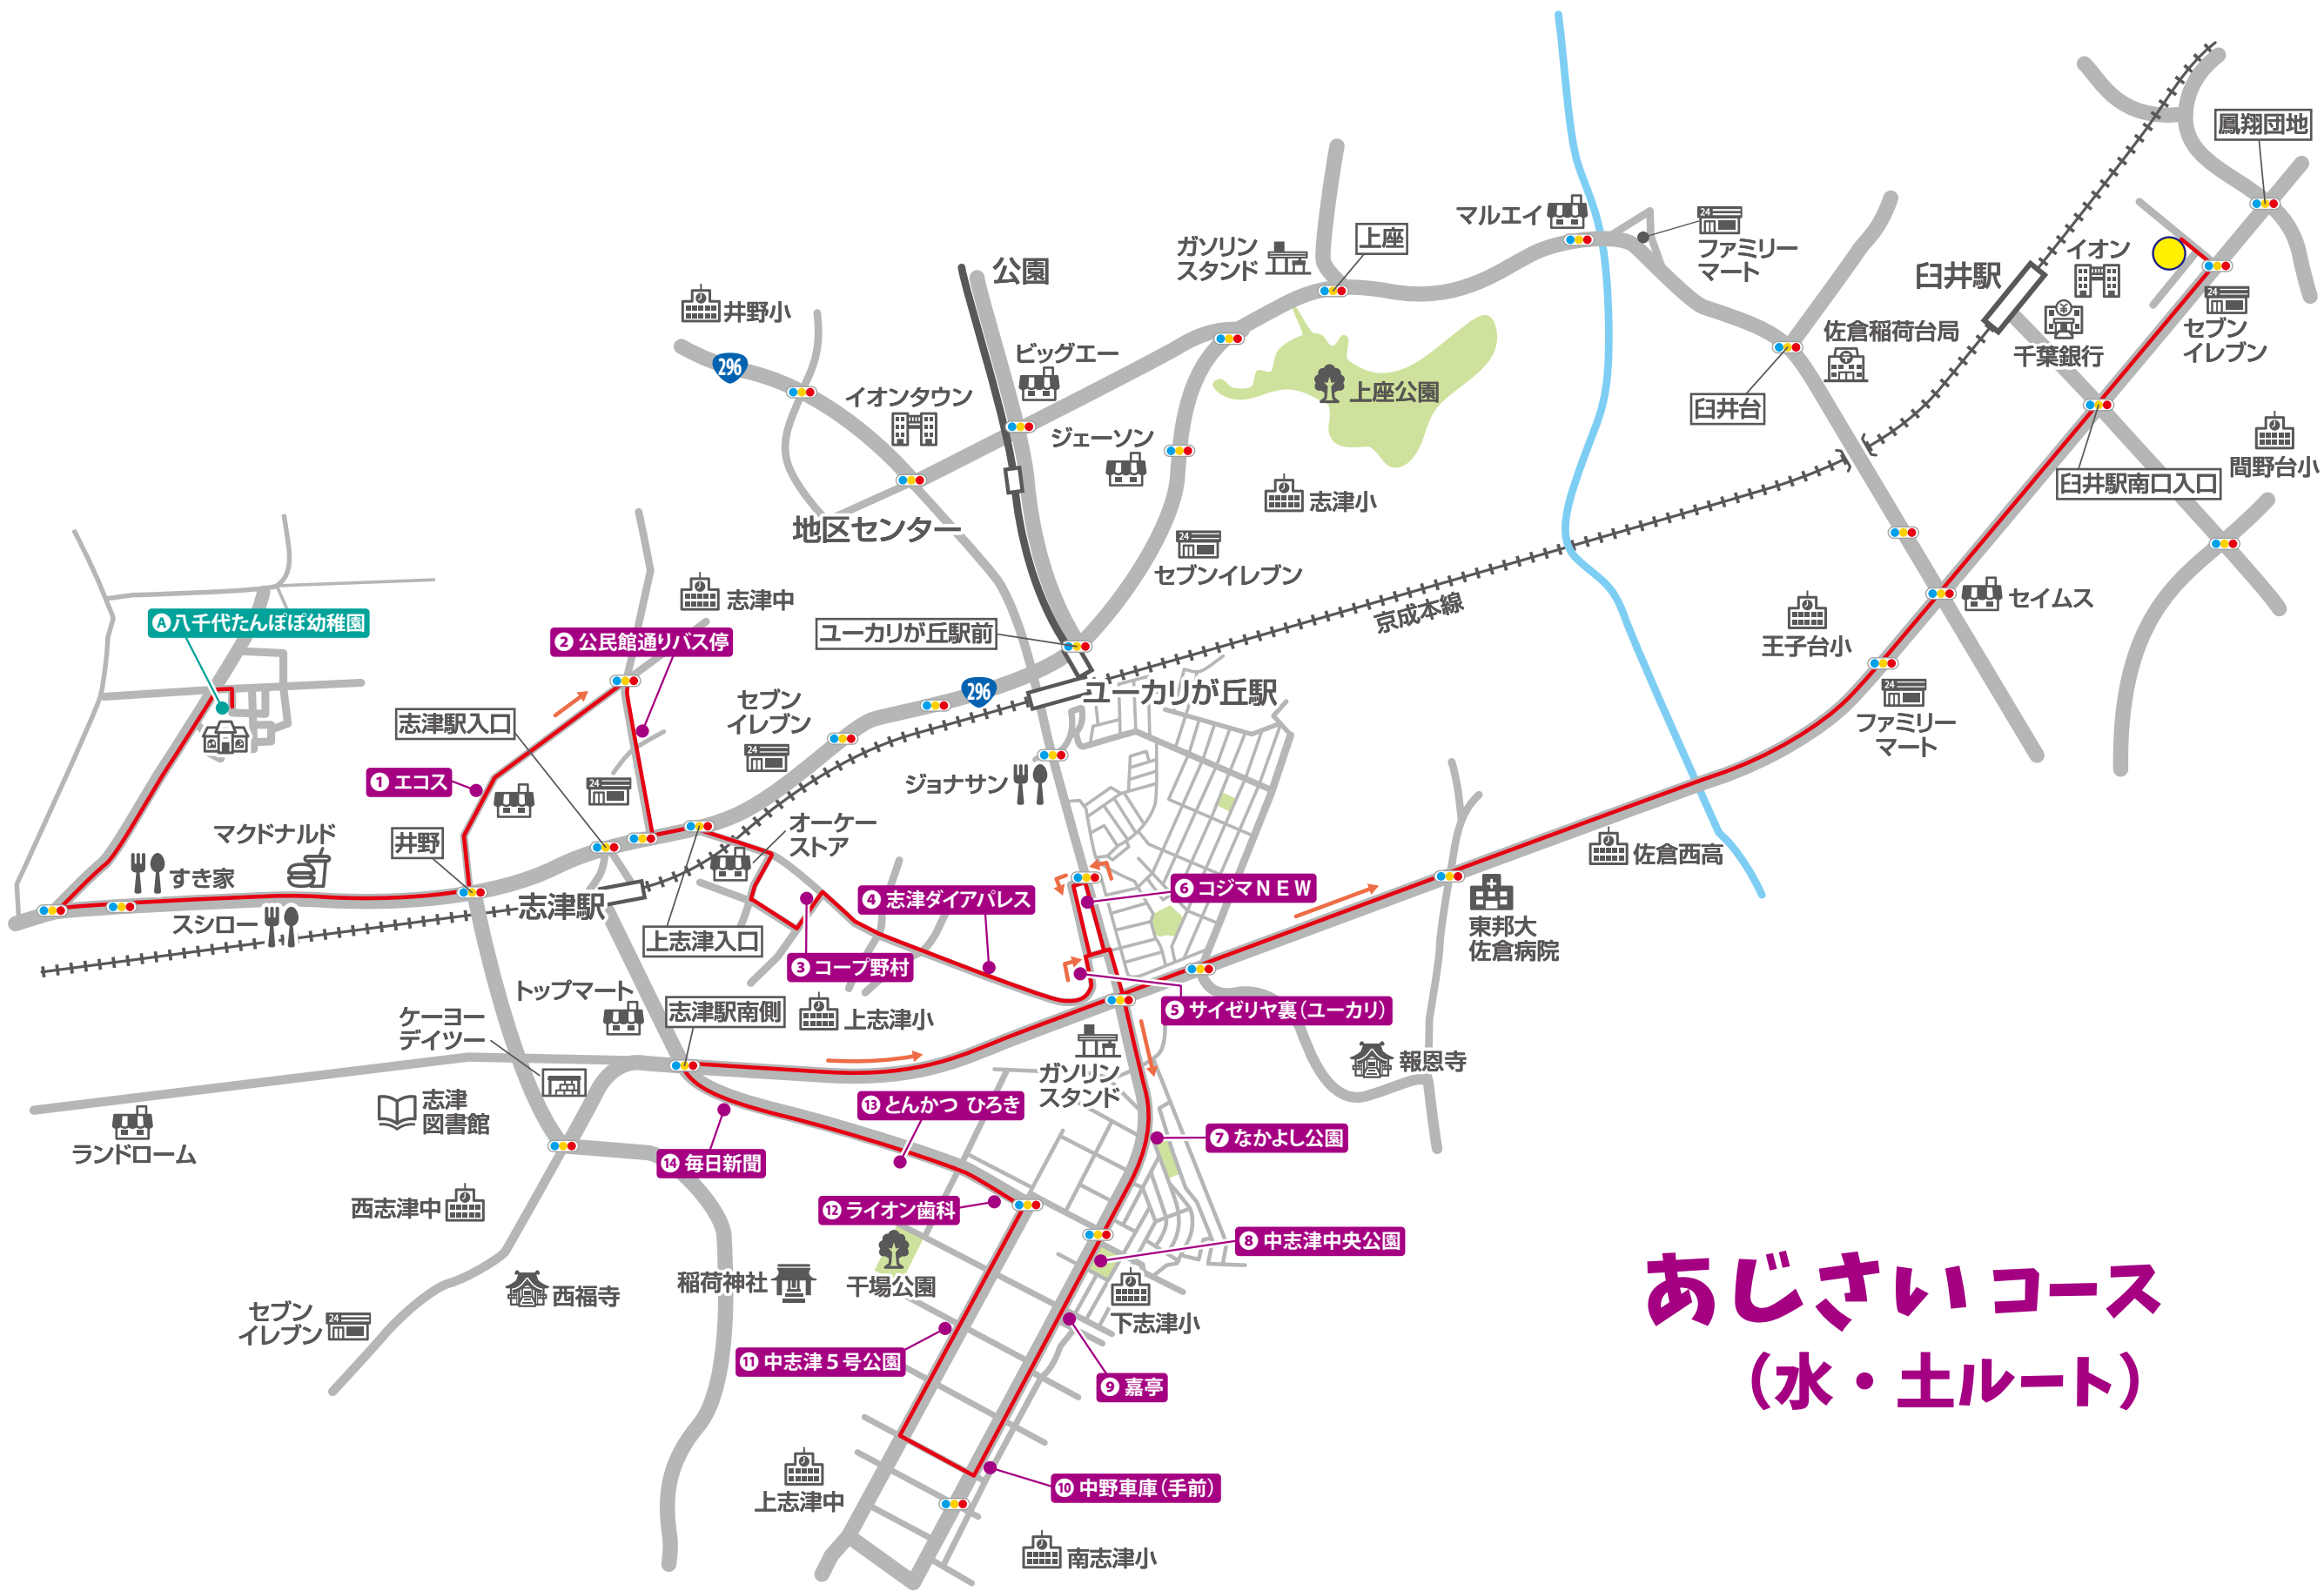 鳳翔団地
マルエイ
ガソリン
スタンド
上座
24
ファミリー
マート
イオン
臼井駅
公園
24
セブン
イレブン
井野小
佐倉稲荷台局
千葉銀行
ビッグエー
296
イオンタウン
上座公園
臼井台
ジェーソン
間野台小
臼井駅南口入口
志津小
地区センター
24
セブンイレブン
志津中
京成本線
セイムス
A 八千代たんぽぽ幼稚園
2 公民館通りバス停
ユーカリが丘駅前
王子台小
296
ユーカリが丘駅
24
ファミリー
マート
志津駅入口
セブン
イレブン
24
1 エコス
24
ジョナサン
マクドナルド
井野
オーケー
ストア
すき家
佐倉西高
スシロー
志津駅
4 志津ダイアパレス
6 コジマNEW
上志津入口
3 コープ野村
東邦大
佐倉病院
トップマート
志津駅南側
5 サイゼリヤ裏(ユーカリ)
ケーヨー
デイツー
上志津小
報恩寺
ガソリン
スタンド
志津
図書館
13 とんかつ ひろき
ランドローム
7 なかよし公園
14 毎日新聞
西志津中
12 ライオン歯科
8 中志津中央公園
稲荷神社
干場公園
西福寺
セブン
イレブン
24
下志津小
あじさいコース
11 中志津5号公園
9 嘉亭
(水・土ルート)
10 中野車庫(手前)
上志津中
南志津小